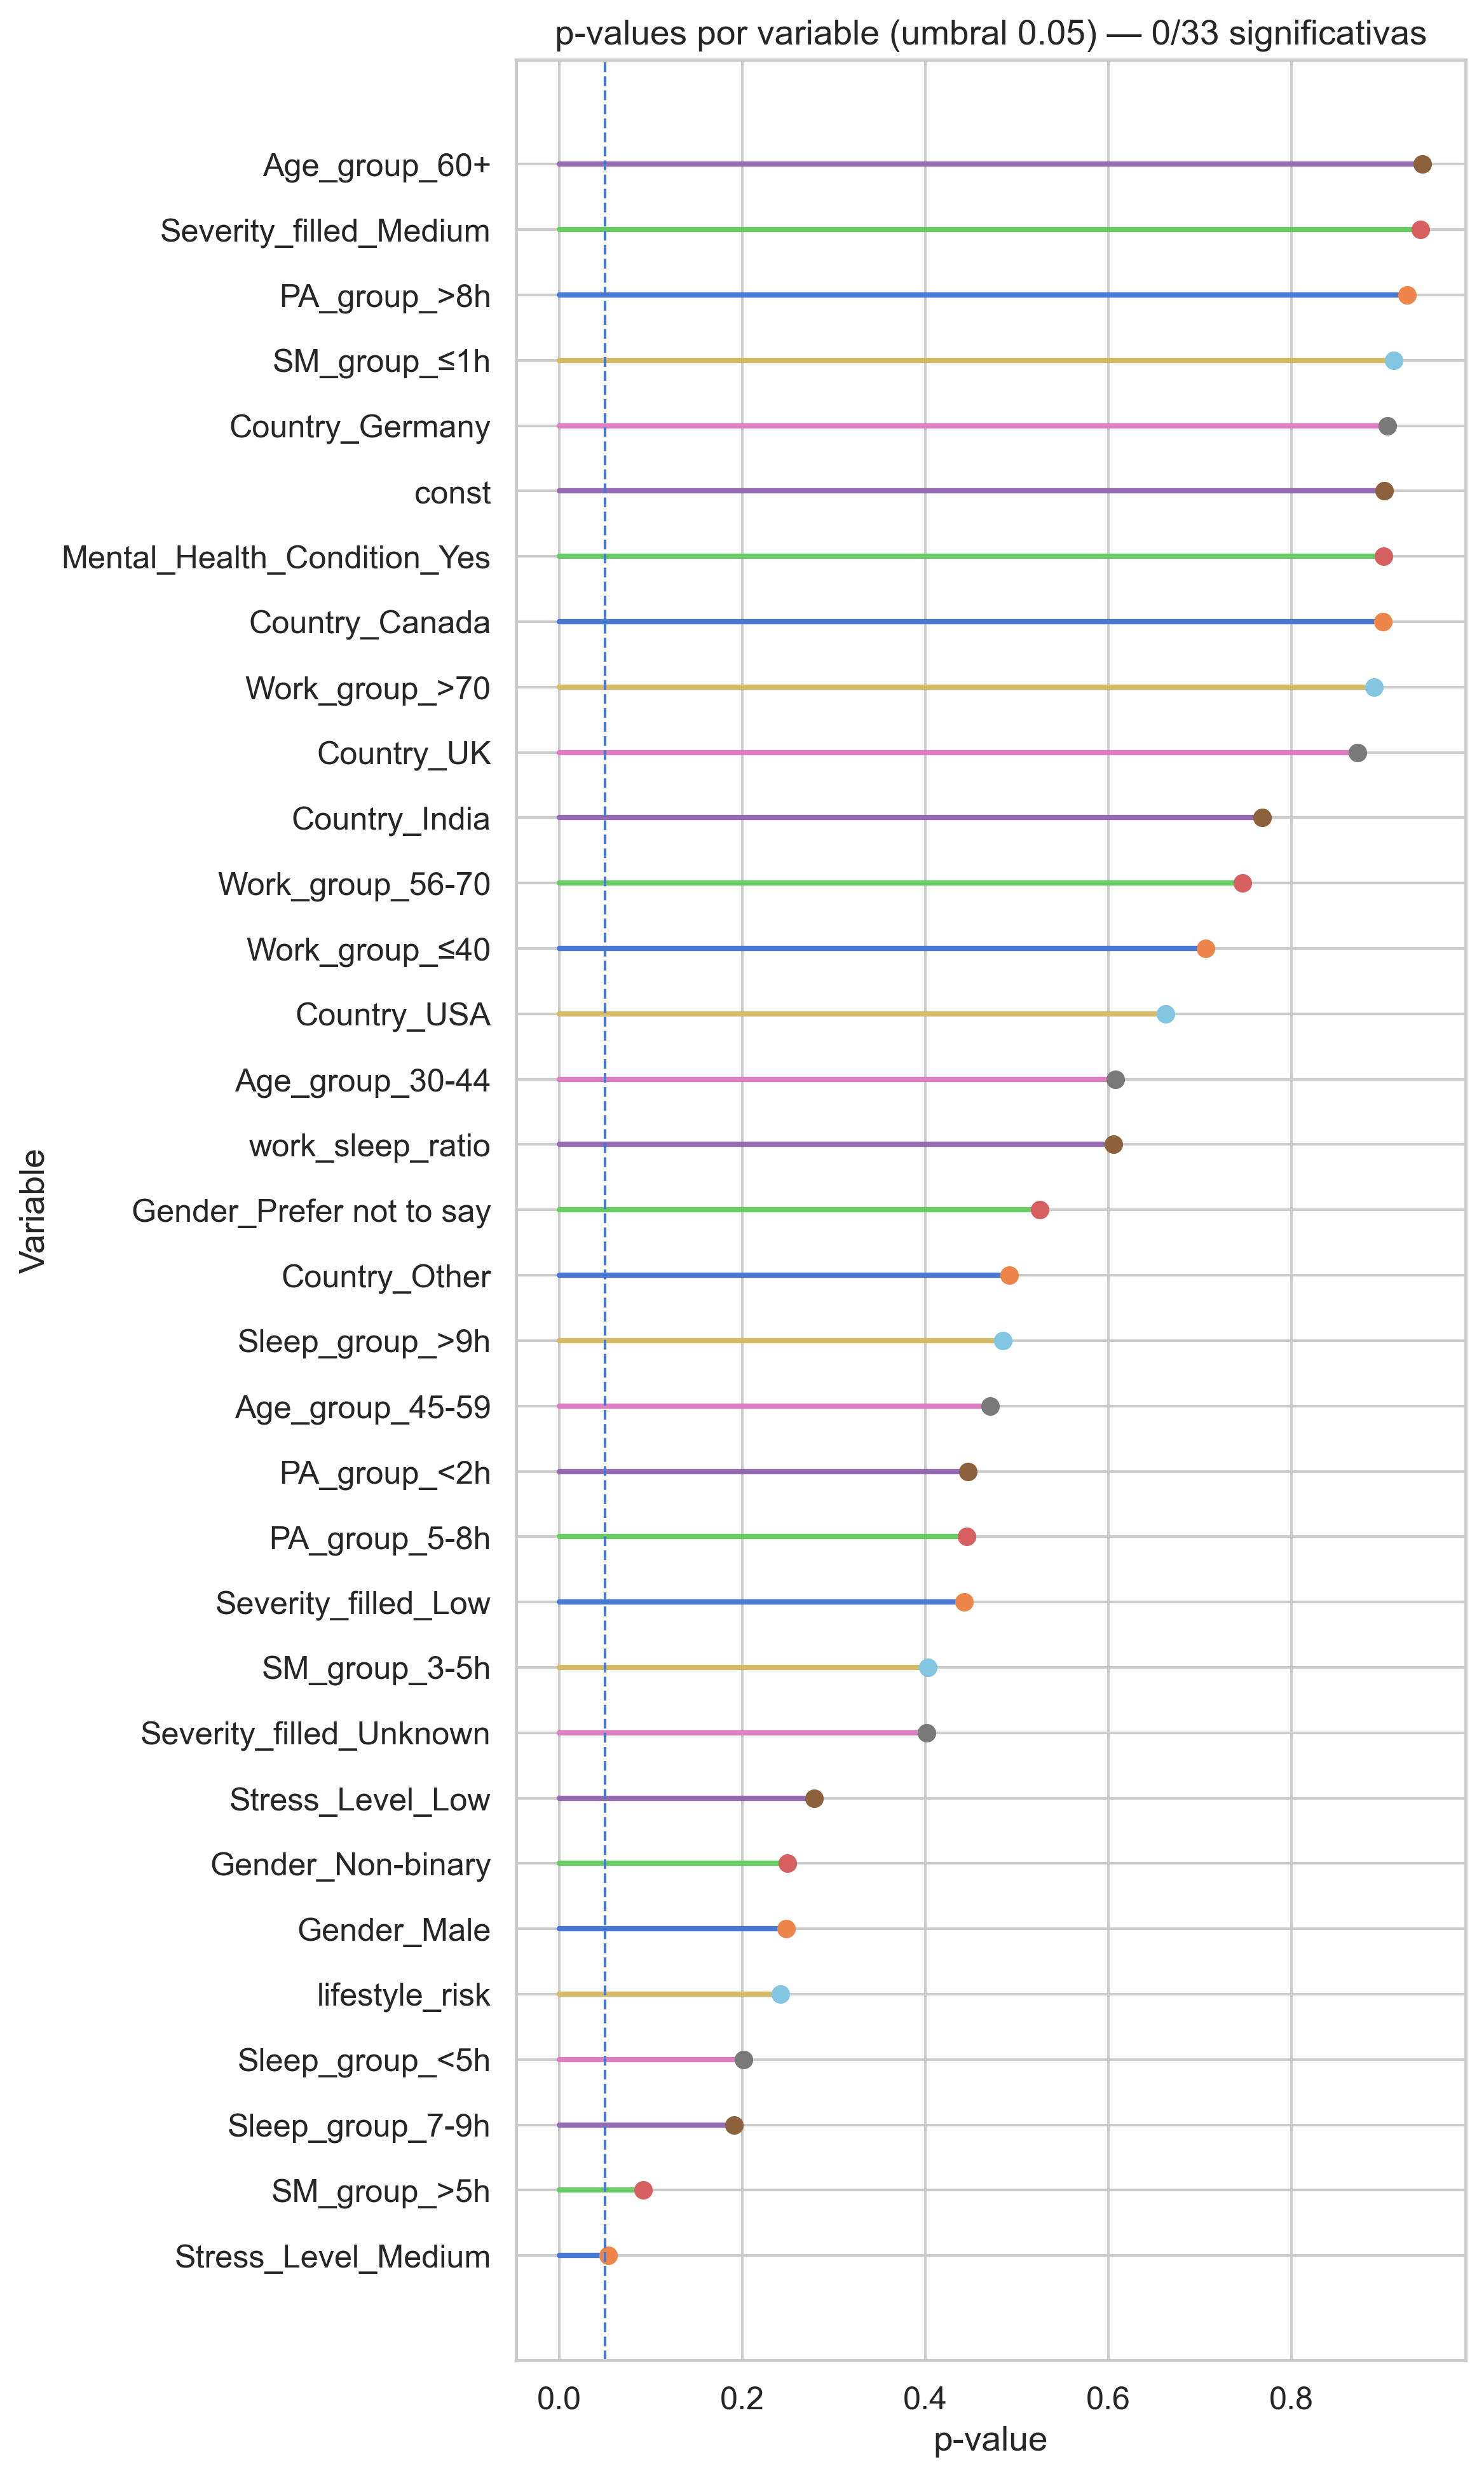 p-values por variable (umbral 0.05) — 0/33 significativas
Age_group_60+
Severity_filled_Medium
PA_group_>8h
SM_group_≤1h
Country_Germany
const
Mental_Health_Condition_Yes
Country_Canada
Work_group_>70
Country_UK
Country_India
Work_group_56-70
Work_group_≤40
Country_USA
Age_group_30-44
work_sleep_ratio
Gender_Prefer not to say
Country_Other
Sleep_group_>9h
Age_group_45-59
PA_group_<2h
PA_group_5-8h
Severity_filled_Low
SM_group_3-5h
Severity_filled_Unknown
Stress_Level_Low
Gender_Non-binary
Gender_Male
lifestyle_risk
Sleep_group_<5h
Sleep_group_7-9h
SM_group_>5h
Stress_Level_Medium
Variable
0.0 0.2 0.4 0.6 0.8
p-value